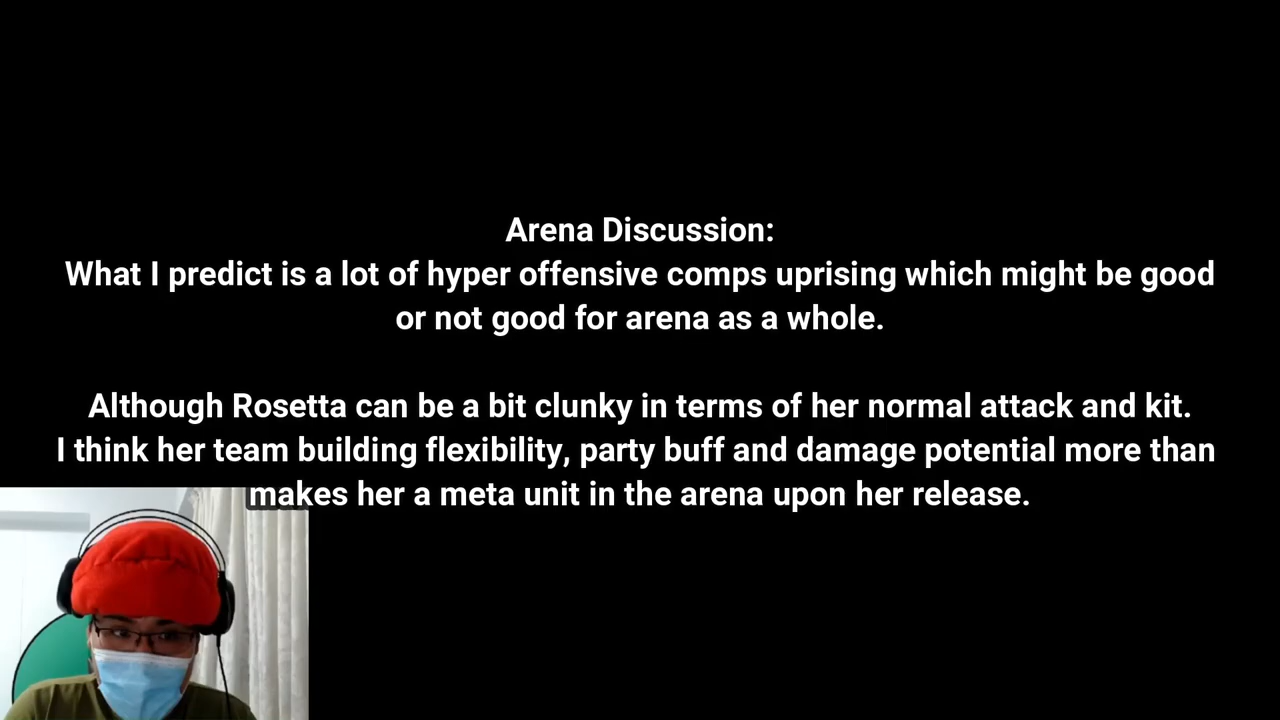 Arena Discussion:
What I predict is a lot of hyper offensive comps uprising which might be good
or not good for arena as a whole.
Although Rosetta can be a bit clunky in terms of her normal attack and kit.
I think her team building flexibility, party buff and damage potential more than
makes her a meta unit in the arena upon her release.